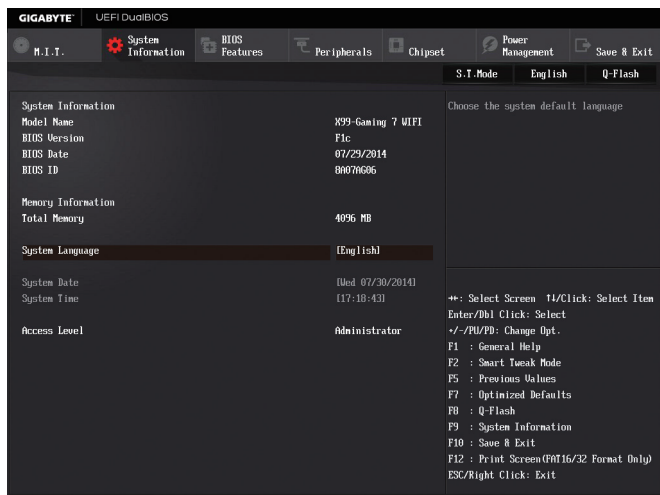 GIGABYTE™ UEFI DualBIOS
M.I.T. System Information BIOS Features Peripherals Chipset Power Management Save & Exit
S.T.Mode English Q-Flash
System Information
Model Name X99-Gaming 7 WIFI
BIOS Version F1c
BIOS Date 07/29/2014
BIOS ID 8A07AG06
Memory Information
Total Memory 4096 MB
System Language [English]
System Date [Wed 07/30/2014]
System Time [17:18:43]
Access Level Administrator
Choose the system default language
→←: Select Screen ↑↓/Click: Select Item
Enter/Dbl Click: Select
+/-/PU/PD: Change Opt.
F1 : General Help
F2 : Smart Tweak Mode
F5 : Previous Values
F7 : Optimized Defaults
F8 : Q-Flash
F9 : System Information
F10 : Save & Exit
F12 : Print Screen(FAT16/32 Format Only)
ESC/Right Click: Exit